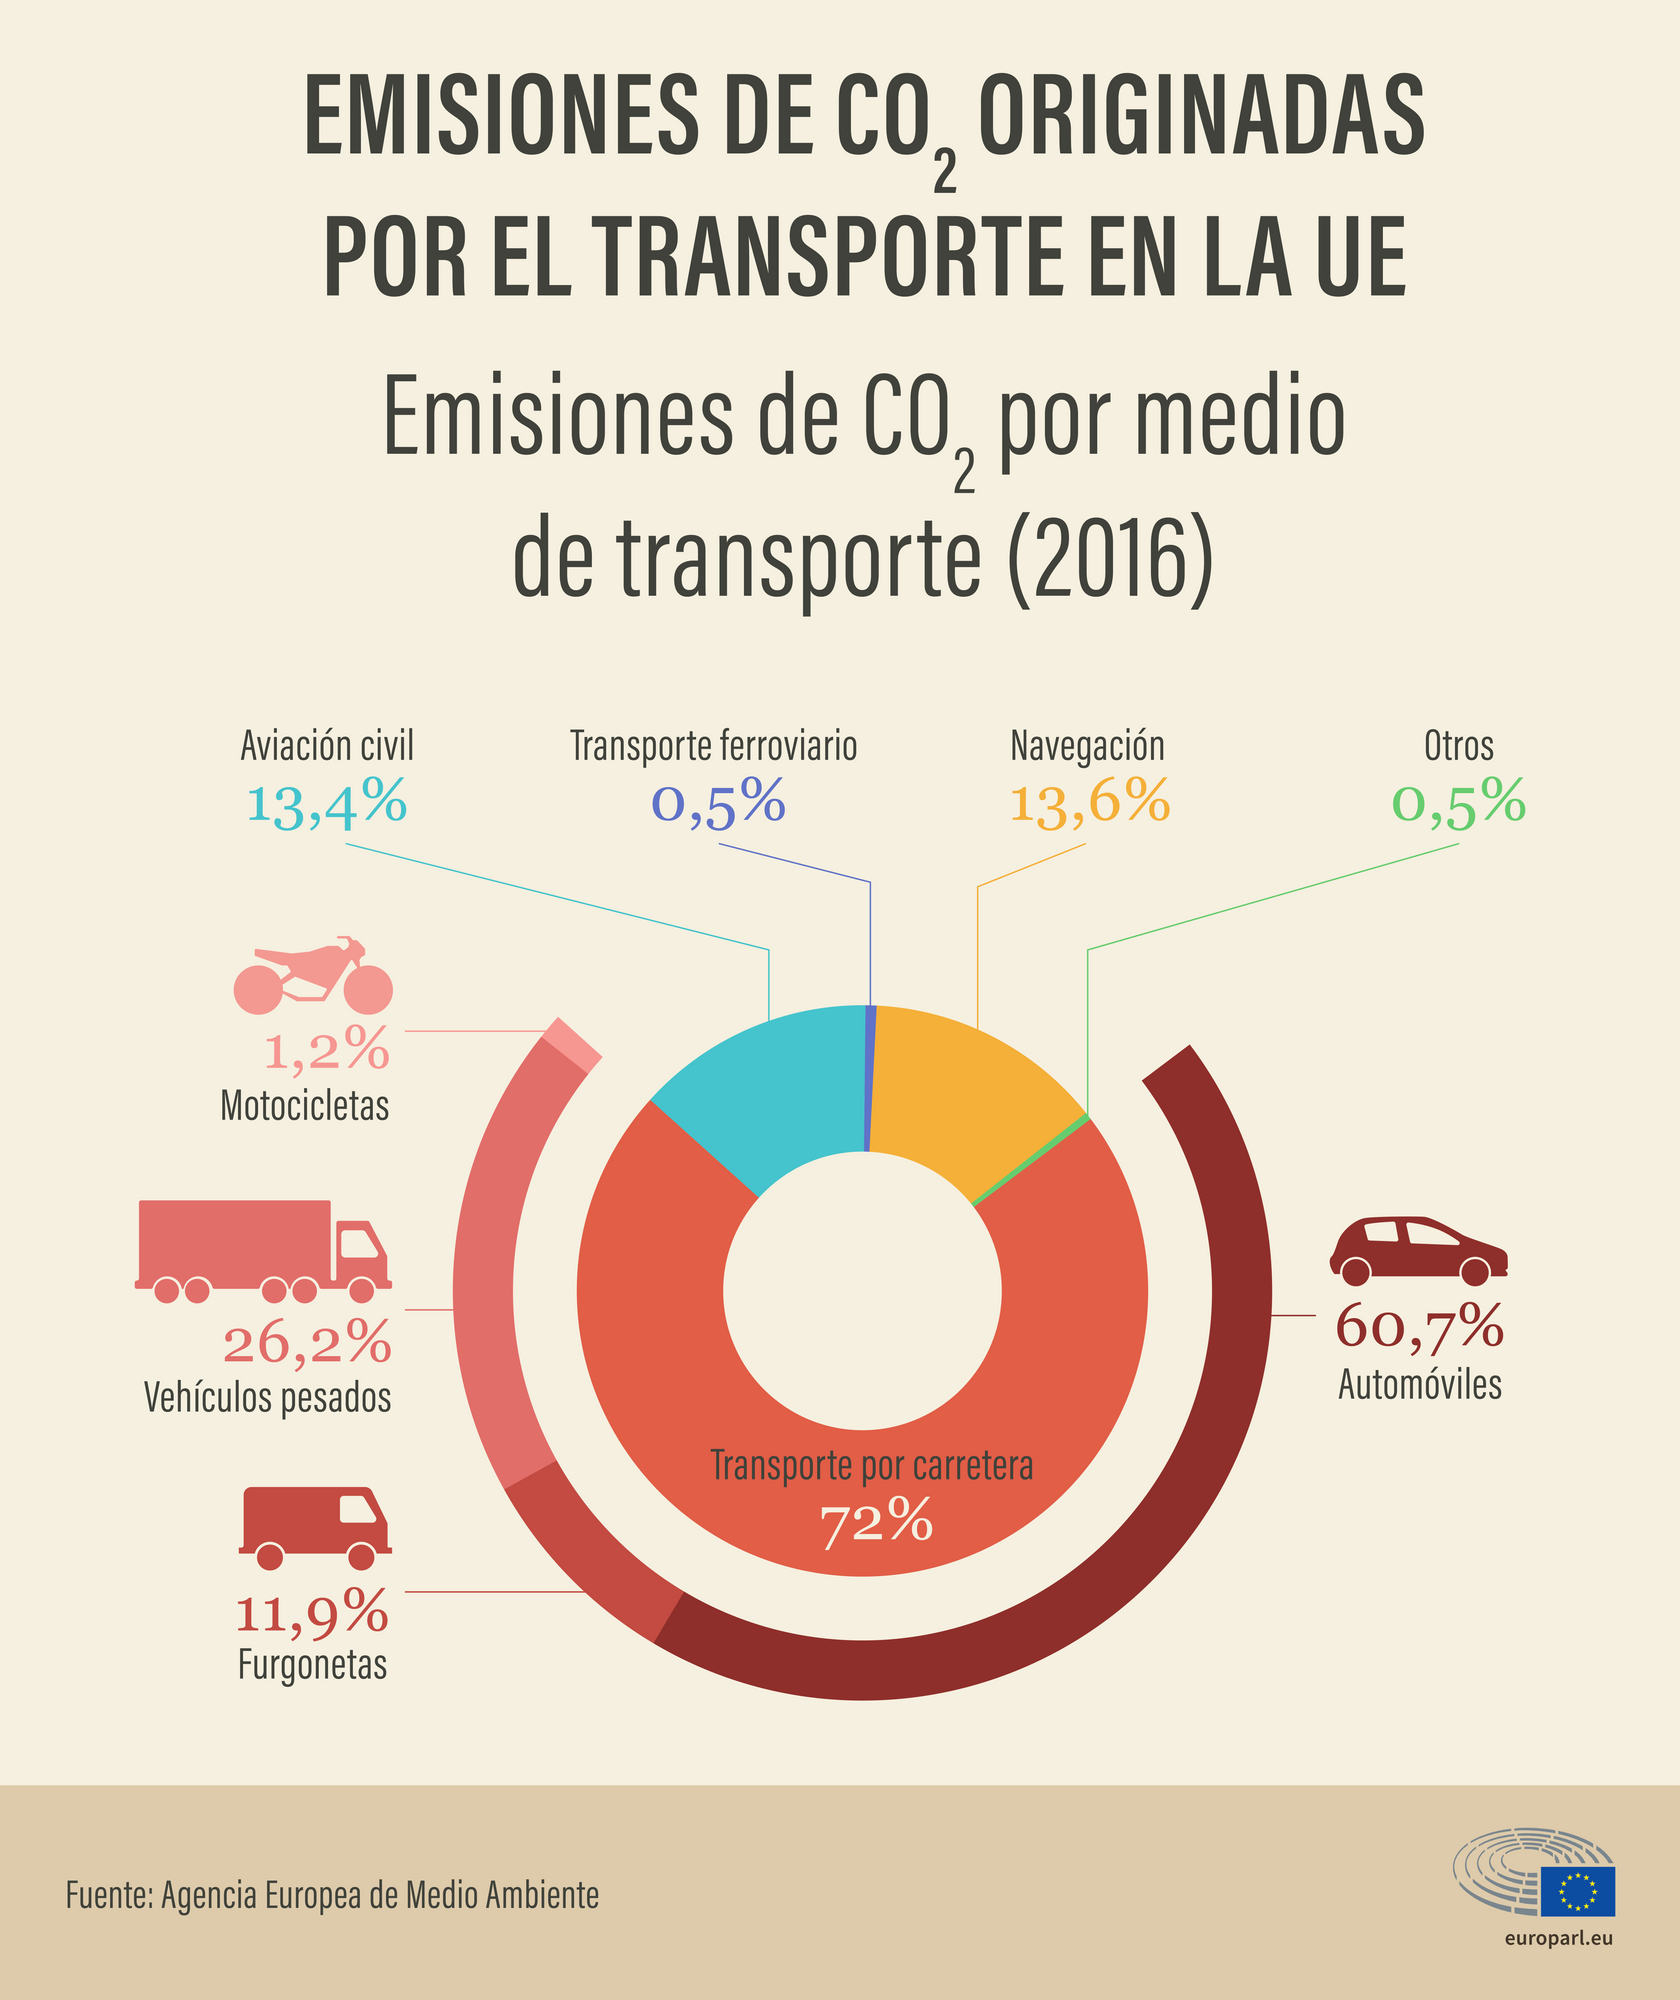 EMISIONES DE CO₂ ORIGINADAS
POR EL TRANSPORTE EN LA UE
Emisiones de CO₂ por medio
de transporte (2016)
Aviación civil
13,4%
Transporte ferroviario
0,5%
Navegación
13,6%
Otros
0,5%
1,2%
Motocicletas
26,2%
Vehículos pesados
11,9%
Furgonetas
60,7%
Automóviles
Transporte por carretera
72%
Fuente: Agencia Europea de Medio Ambiente
europarl.eu